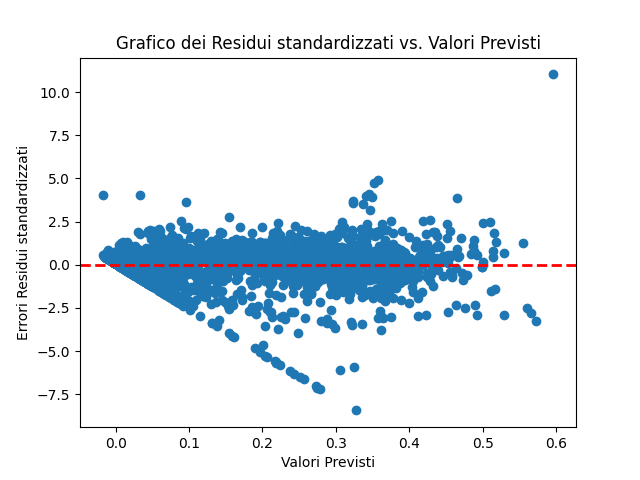 Grafico dei Residui standardizzati vs. Valori Previsti
Errori Residui standardizzati
10.0
7.5
5.0
2.5
0.0
−2.5
−5.0
−7.5
0.0 0.1 0.2 0.3 0.4 0.5 0.6
Valori Previsti